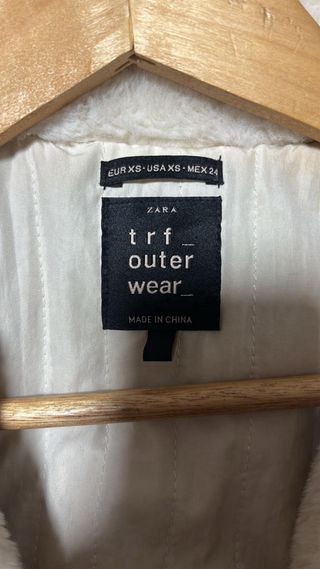 EUR XS · USA XS · MEX 24
ZARA
trf_
outer
wear_
MADE IN CHINA